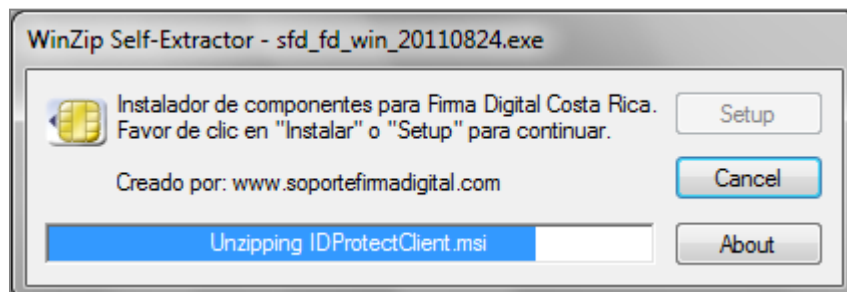 WinZip Self-Extractor - sfd_fd_win_20110824.exe
Instalador de componentes para Firma Digital Costa Rica.
Favor de clic en "Instalar" o "Setup" para continuar.
Setup
Creado por: www.soportefirmadigital.com
Cancel
Unzipping IDProtectClient.msi
About